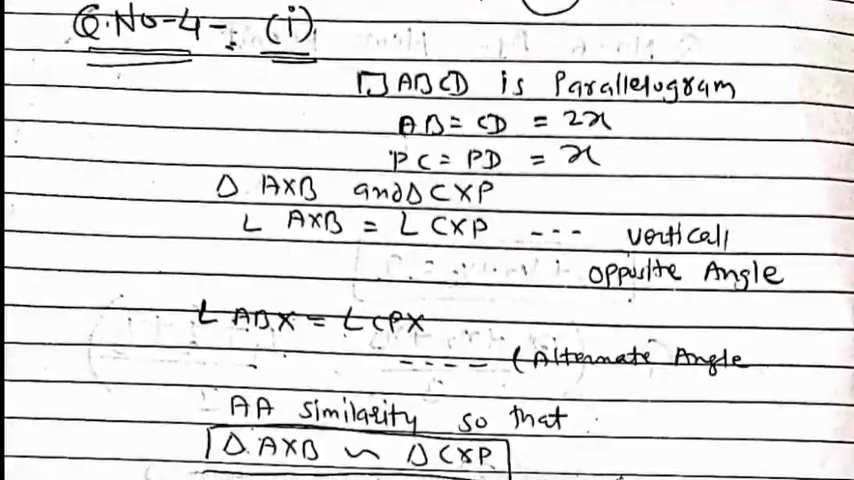 Q.No-4-: (i)
▱ ABCD is parallelogram
AB = CD = 2x
PC = PD = x
Δ AXB and Δ CXP
∟ AXB = ∟ CXP --- verticall
opposite Angle
∟ ABX = ∟ CPX
---- (Alternate Angle
AA similarity so that
Δ AXB ~ Δ CXP